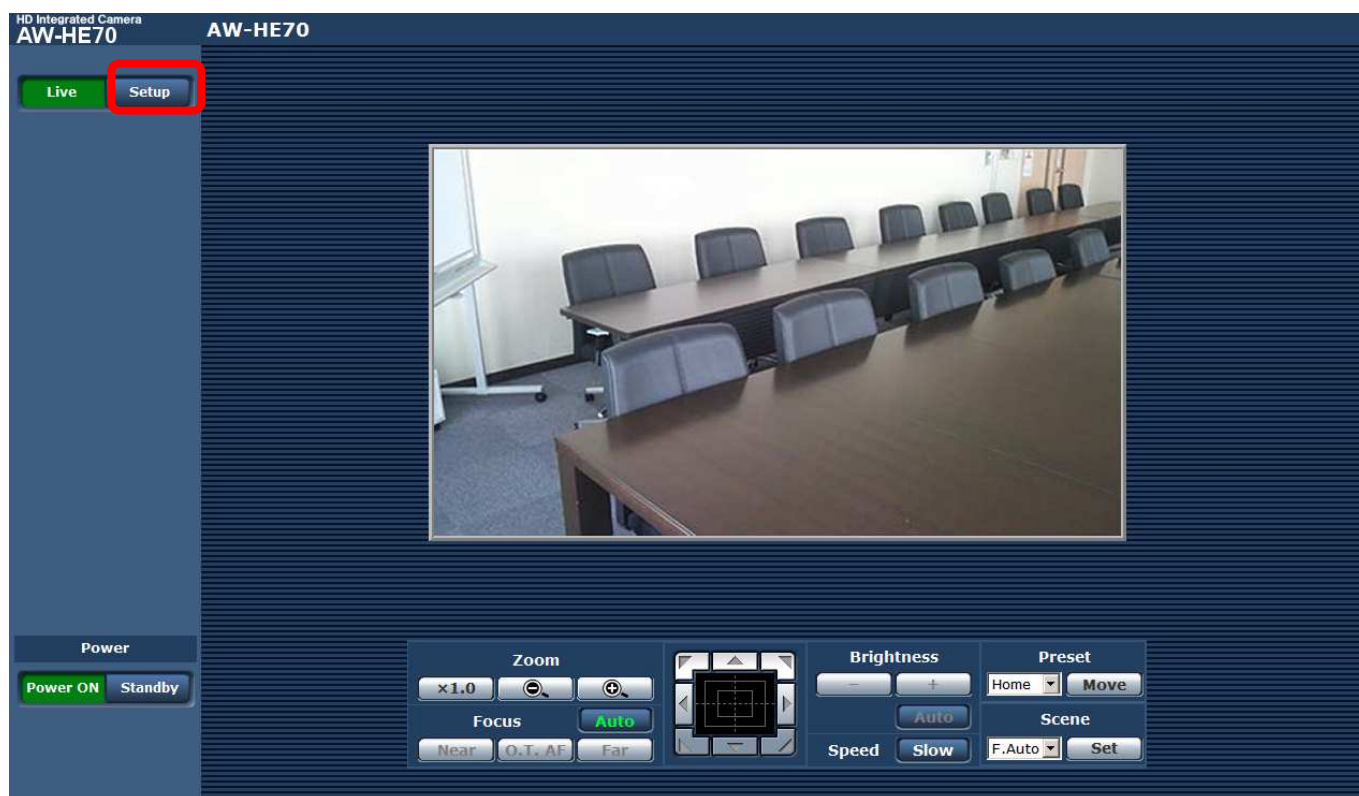 HD Integrated Camera
AW-HE70
AW-HE70
Live Setup
Power
Power ON Standby
Zoom
×1.0
Focus Auto
Near O.T. AF Far
Brightness
− +
Auto
Speed Slow
Preset
Home Move
Scene
F.Auto Set